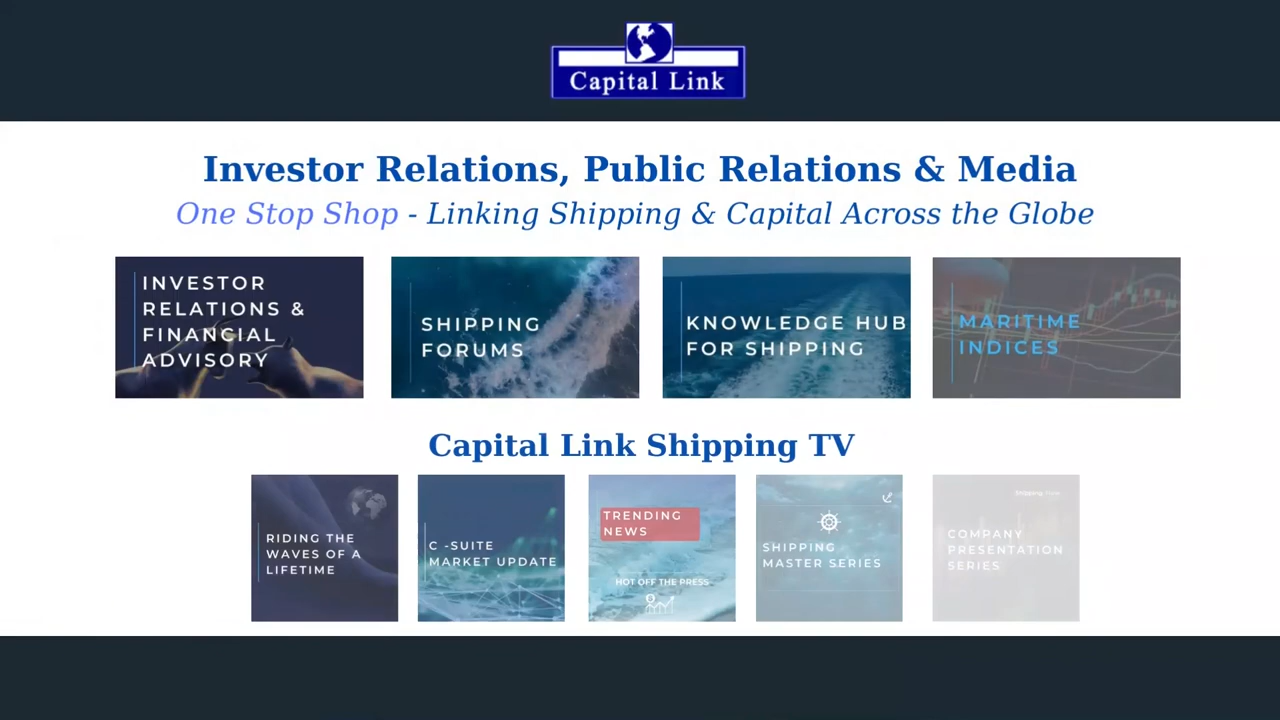 Capital Link
Investor Relations, Public Relations & Media
One Stop Shop - Linking Shipping & Capital Across the Globe
INVESTOR
RELATIONS &
FINANCIAL
ADVISORY
SHIPPING
FORUMS
KNOWLEDGE HUB
FOR SHIPPING
MARITIME
INDICES
Capital Link Shipping TV
RIDING THE
WAVES OF A
LIFETIME
C -SUITE
MARKET UPDATE
TRENDING
NEWS
HOT OFF THE PRESS
SHIPPING
MASTER SERIES
COMPANY
PRESENTATION
SERIES